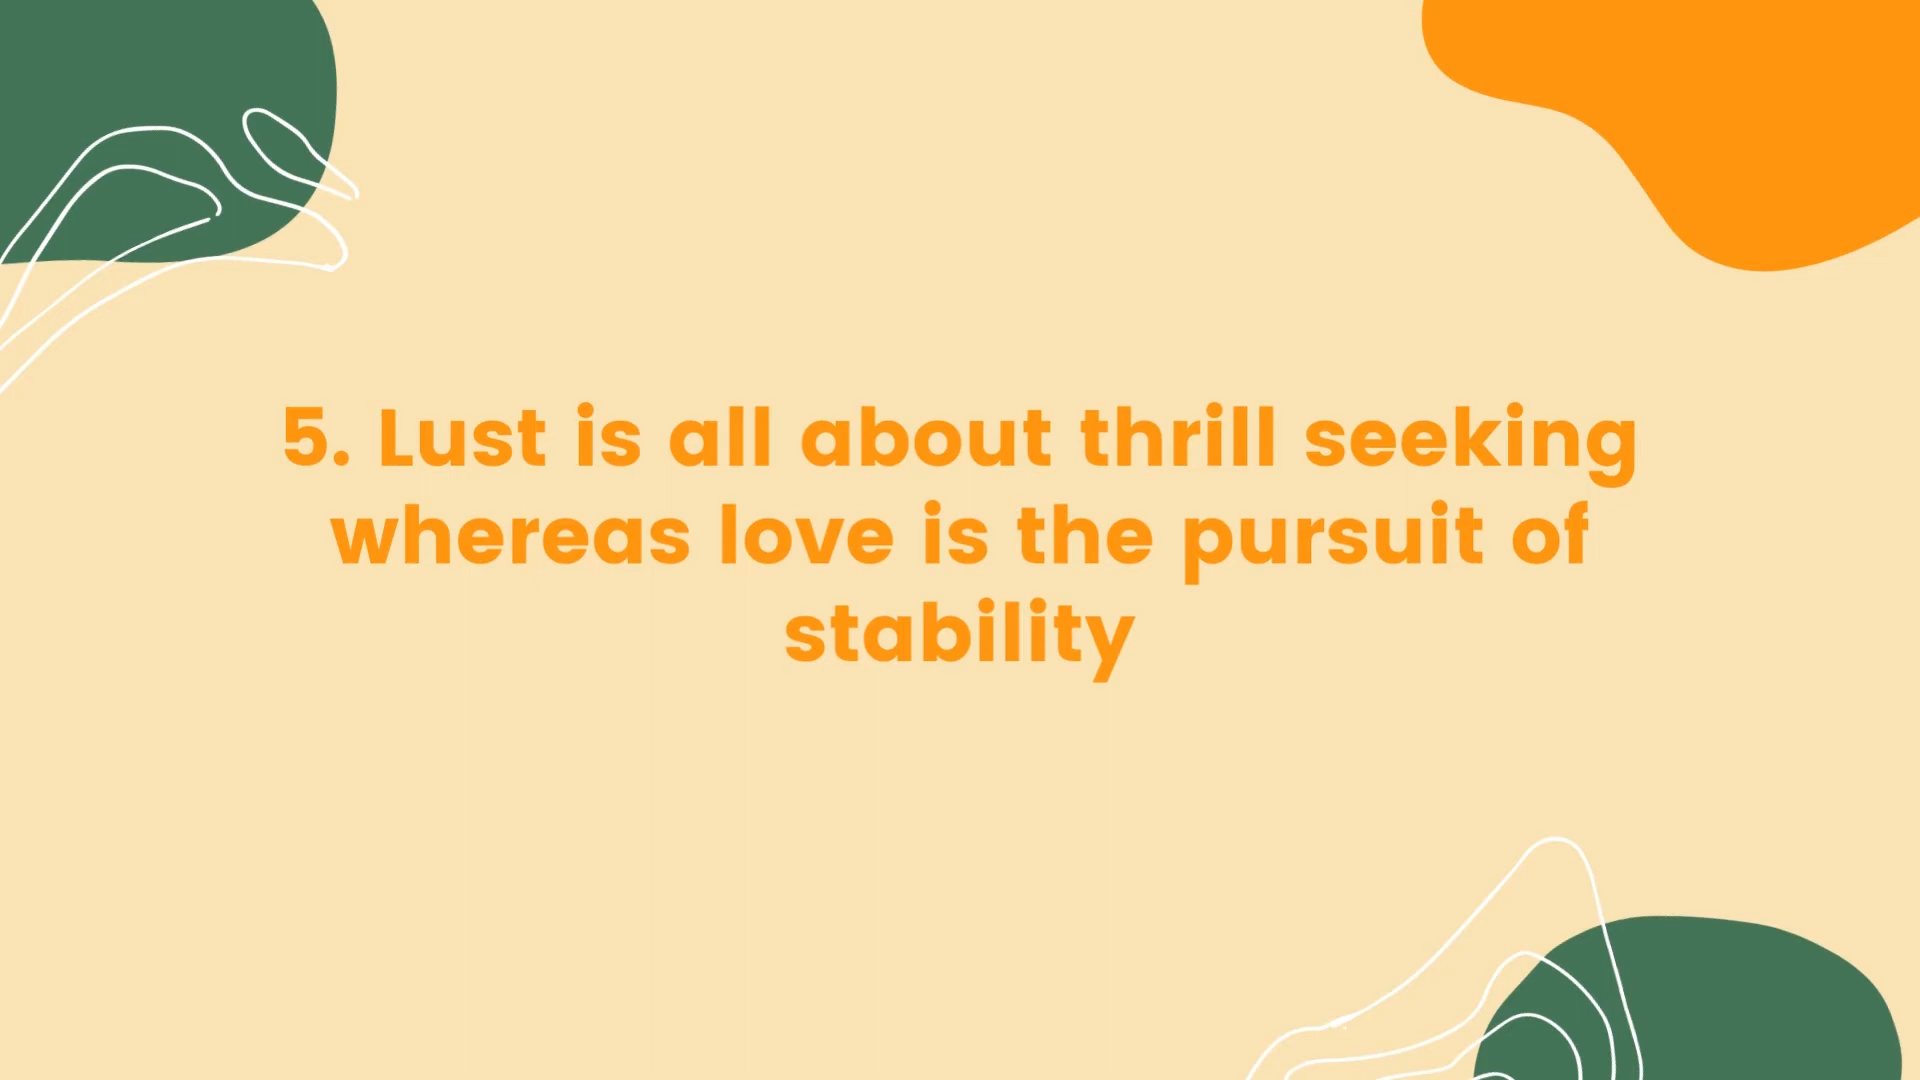 5. Lust is all about thrill seeking
whereas love is the pursuit of
stability